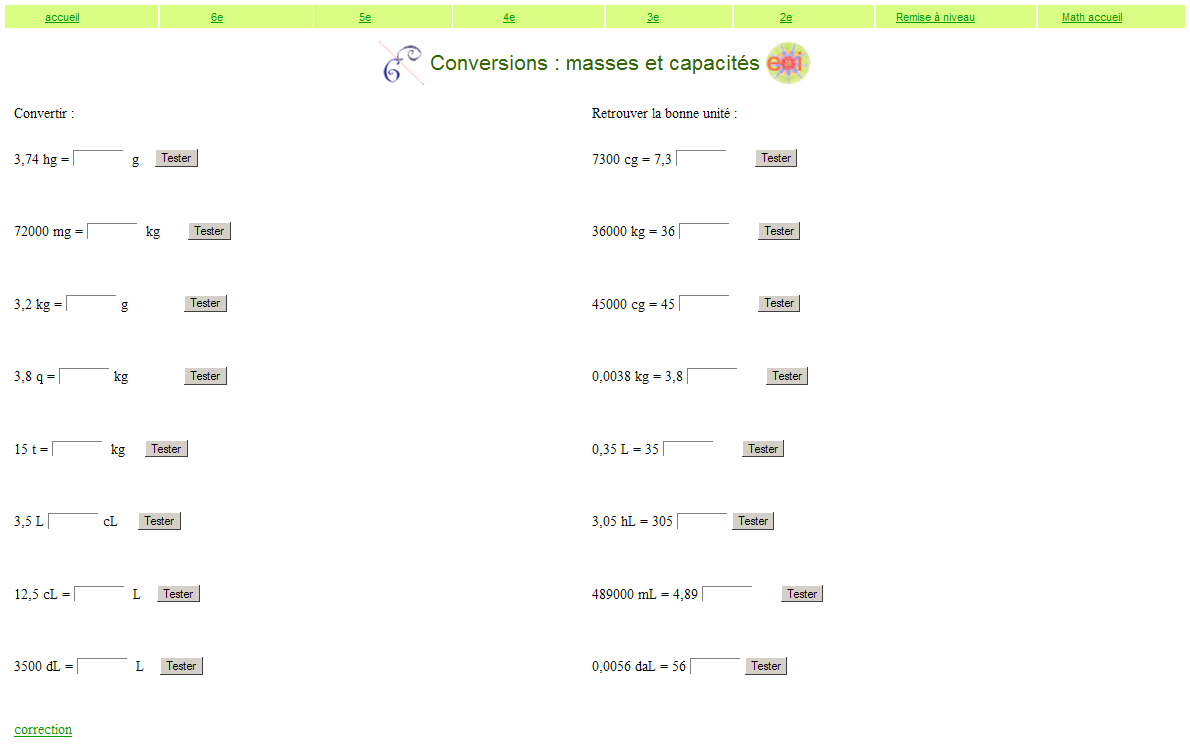 accueil 6e 5e 4e 3e 2e Remise à niveau Math accueil
Conversions : masses et capacités eoi
Convertir :
3,74 hg = g Tester
72000 mg = kg Tester
3,2 kg = g Tester
3,8 q = kg Tester
15 t = kg Tester
3,5 L cL Tester
12,5 cL = L Tester
3500 dL = L Tester
Retrouver la bonne unité :
7300 cg = 7,3 Tester
36000 kg = 36 Tester
45000 cg = 45 Tester
0,0038 kg = 3,8 Tester
0,35 L = 35 Tester
3,05 hL = 305 Tester
489000 mL = 4,89 Tester
0,0056 daL = 56 Tester
correction